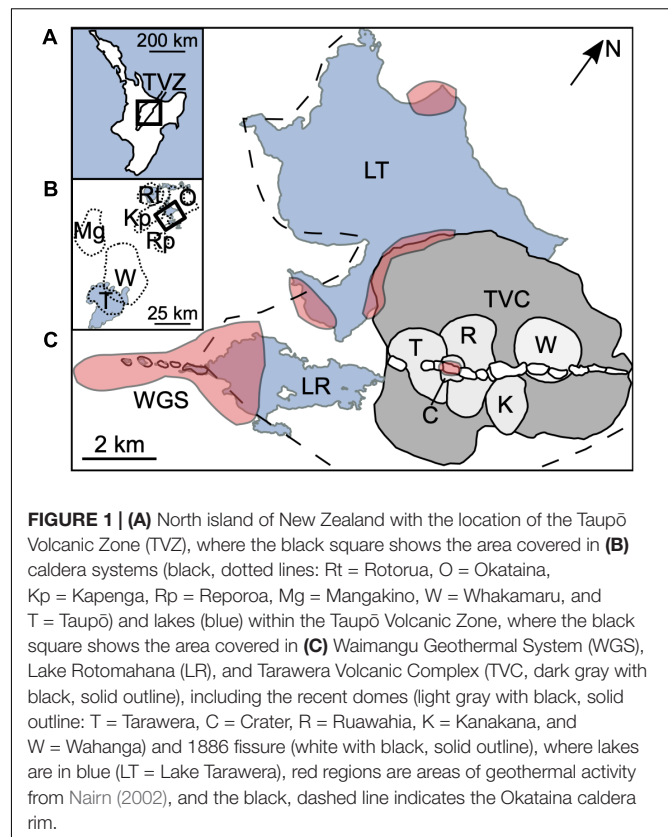 A
200 km
TVZ
N
LT
B
Rt
O
Kp
Mg
Rp
W
T
25 km
TVC
C
T
R
W
WGS
LR
C
K
2 km
FIGURE 1 | (A) North island of New Zealand with the location of the Taupō
Volcanic Zone (TVZ), where the black square shows the area covered in (B)
caldera systems (black, dotted lines: Rt = Rotorua, O = Okataina,
Kp = Kapenga, Rp = Reporoa, Mg = Mangakino, W = Whakamaru, and
T = Taupō) and lakes (blue) within the Taupō Volcanic Zone, where the black
square shows the area covered in (C) Waimangu Geothermal System (WGS),
Lake Rotomahana (LR), and Tarawera Volcanic Complex (TVC, dark gray with
black, solid outline), including the recent domes (light gray with black, solid
outline: T = Tarawera, C = Crater, R = Ruawahia, K = Kanakana, and
W = Wahanga) and 1886 fissure (white with black, solid outline), where lakes
are in blue (LT = Lake Tarawera), red regions are areas of geothermal activity
from Nairn (2002), and the black, dashed line indicates the Okataina caldera
rim.